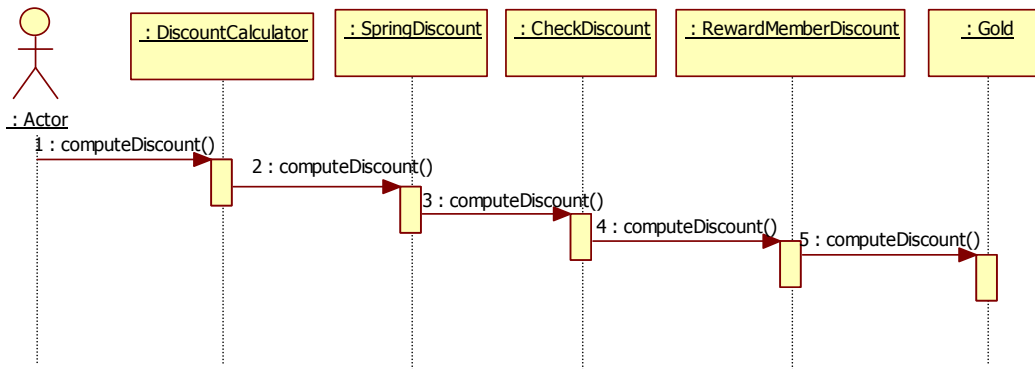 : DiscountCalculator
: SpringDiscount
: CheckDiscount
: RewardMemberDiscount
: Gold
: Actor
1 : computeDiscount()
2 : computeDiscount()
3 : computeDiscount()
4 : computeDiscount()
5 : computeDiscount()